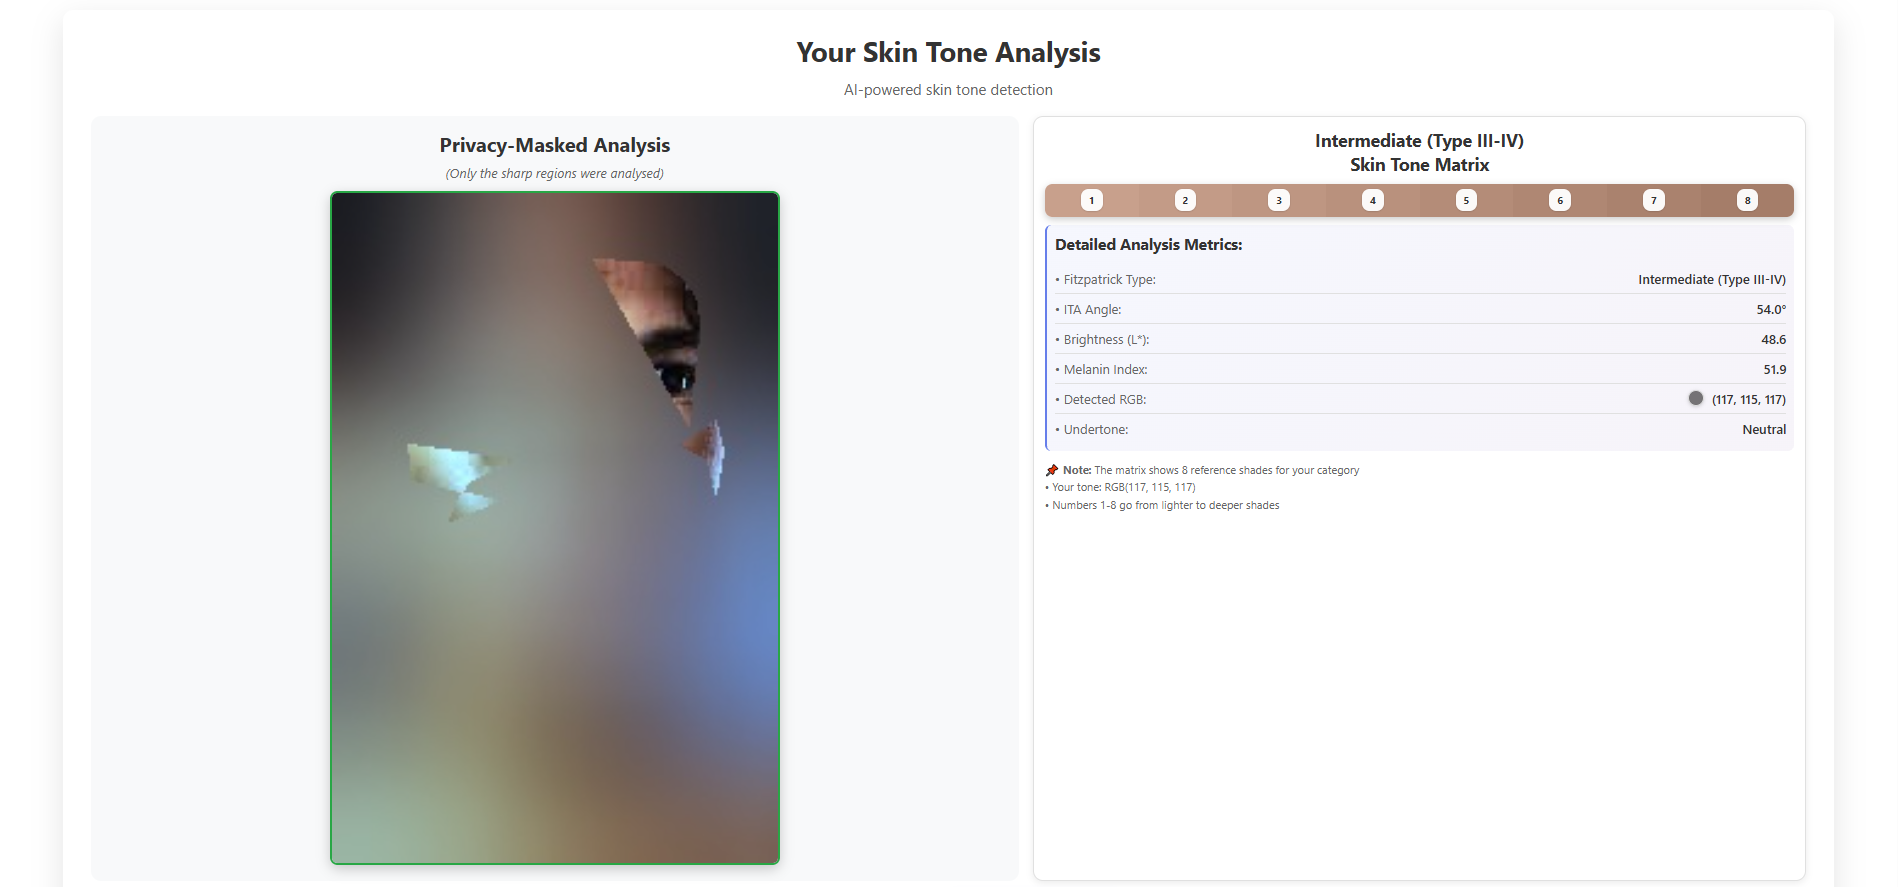 Your Skin Tone Analysis
AI-powered skin tone detection
Privacy-Masked Analysis
(Only the sharp regions were analysed)
Intermediate (Type III-IV)
Skin Tone Matrix
1 2 3 4 5 6 7 8
Detailed Analysis Metrics:
• Fitzpatrick Type: Intermediate (Type III-IV)
• ITA Angle: 54.0°
• Brightness (L*): 48.6
• Melanin Index: 51.9
• Detected RGB: (117, 115, 117)
• Undertone: Neutral
📌 Note: The matrix shows 8 reference shades for your category
• Your tone: RGB(117, 115, 117)
• Numbers 1-8 go from lighter to deeper shades